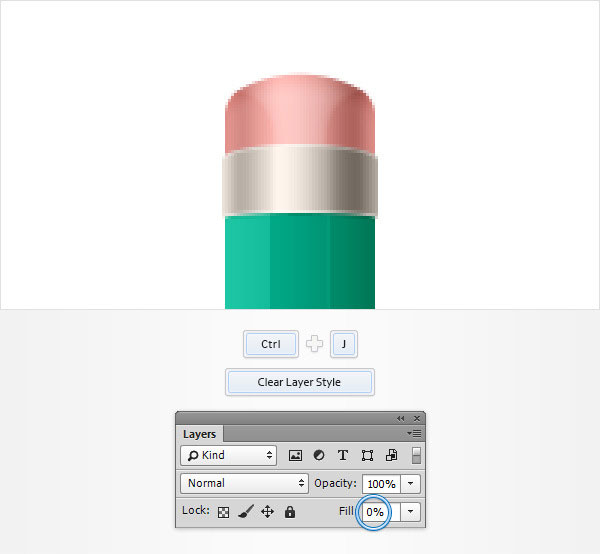 Ctrl J
Clear Layer Style
Layers
Kind T
Normal Opacity: 100%
Lock: Fill 0%